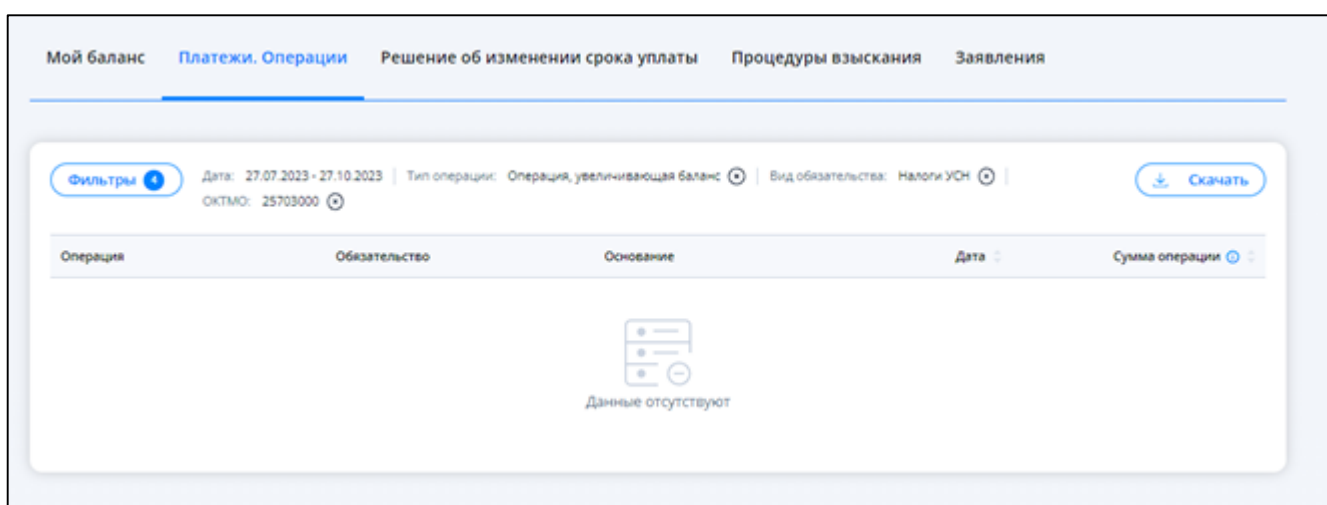 Мой баланс Платежи. Операции Решение об изменении срока уплаты Процедуры взыскания Заявления
Фильтры 4 Дата: 27.07.2023 - 27.10.2023 Тип операции: Операция, увеличивающая баланс Вид обязательства: Налоги УСН Скачать
ОКТМО: 25703000
Операция Обязательство Основание Дата Сумма операции
Данные отсутствуют